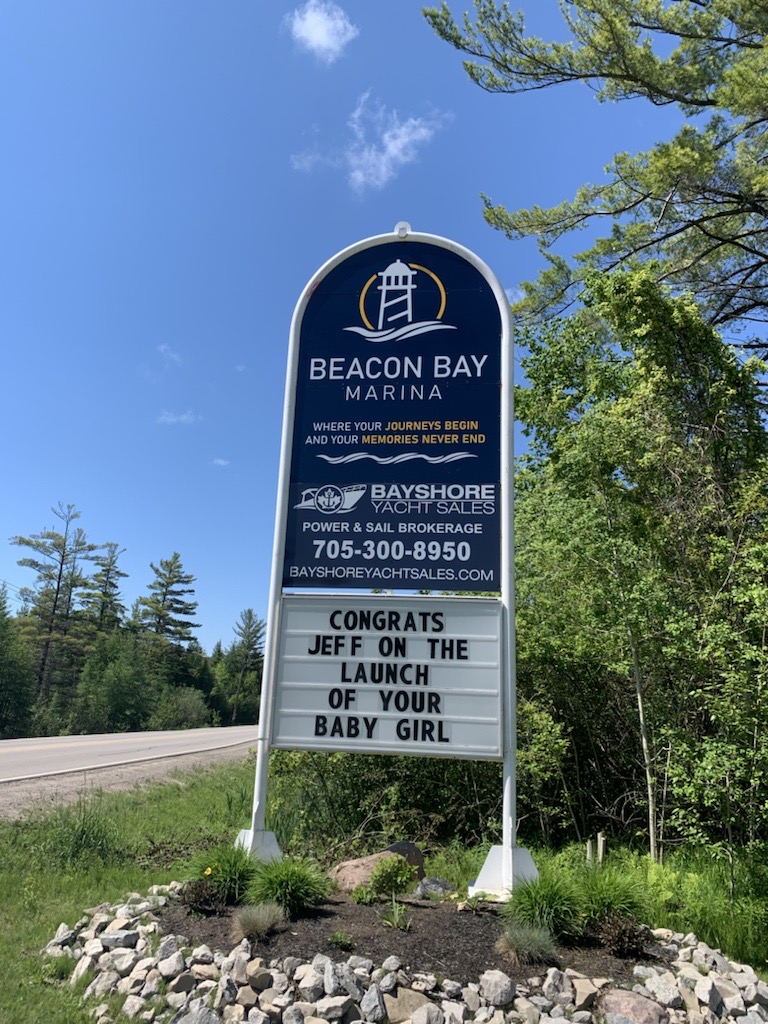 BEACON BAY
MARINA
WHERE YOUR JOURNEYS BEGIN
AND YOUR MEMORIES NEVER END
BAYSHORE
YACHT SALES
POWER & SAIL BROKERAGE
705-300-8950
BAYSHOREYACHTSALES.COM
CONGRATS
JEFF ON THE
LAUNCH
OF YOUR
BABY GIRL